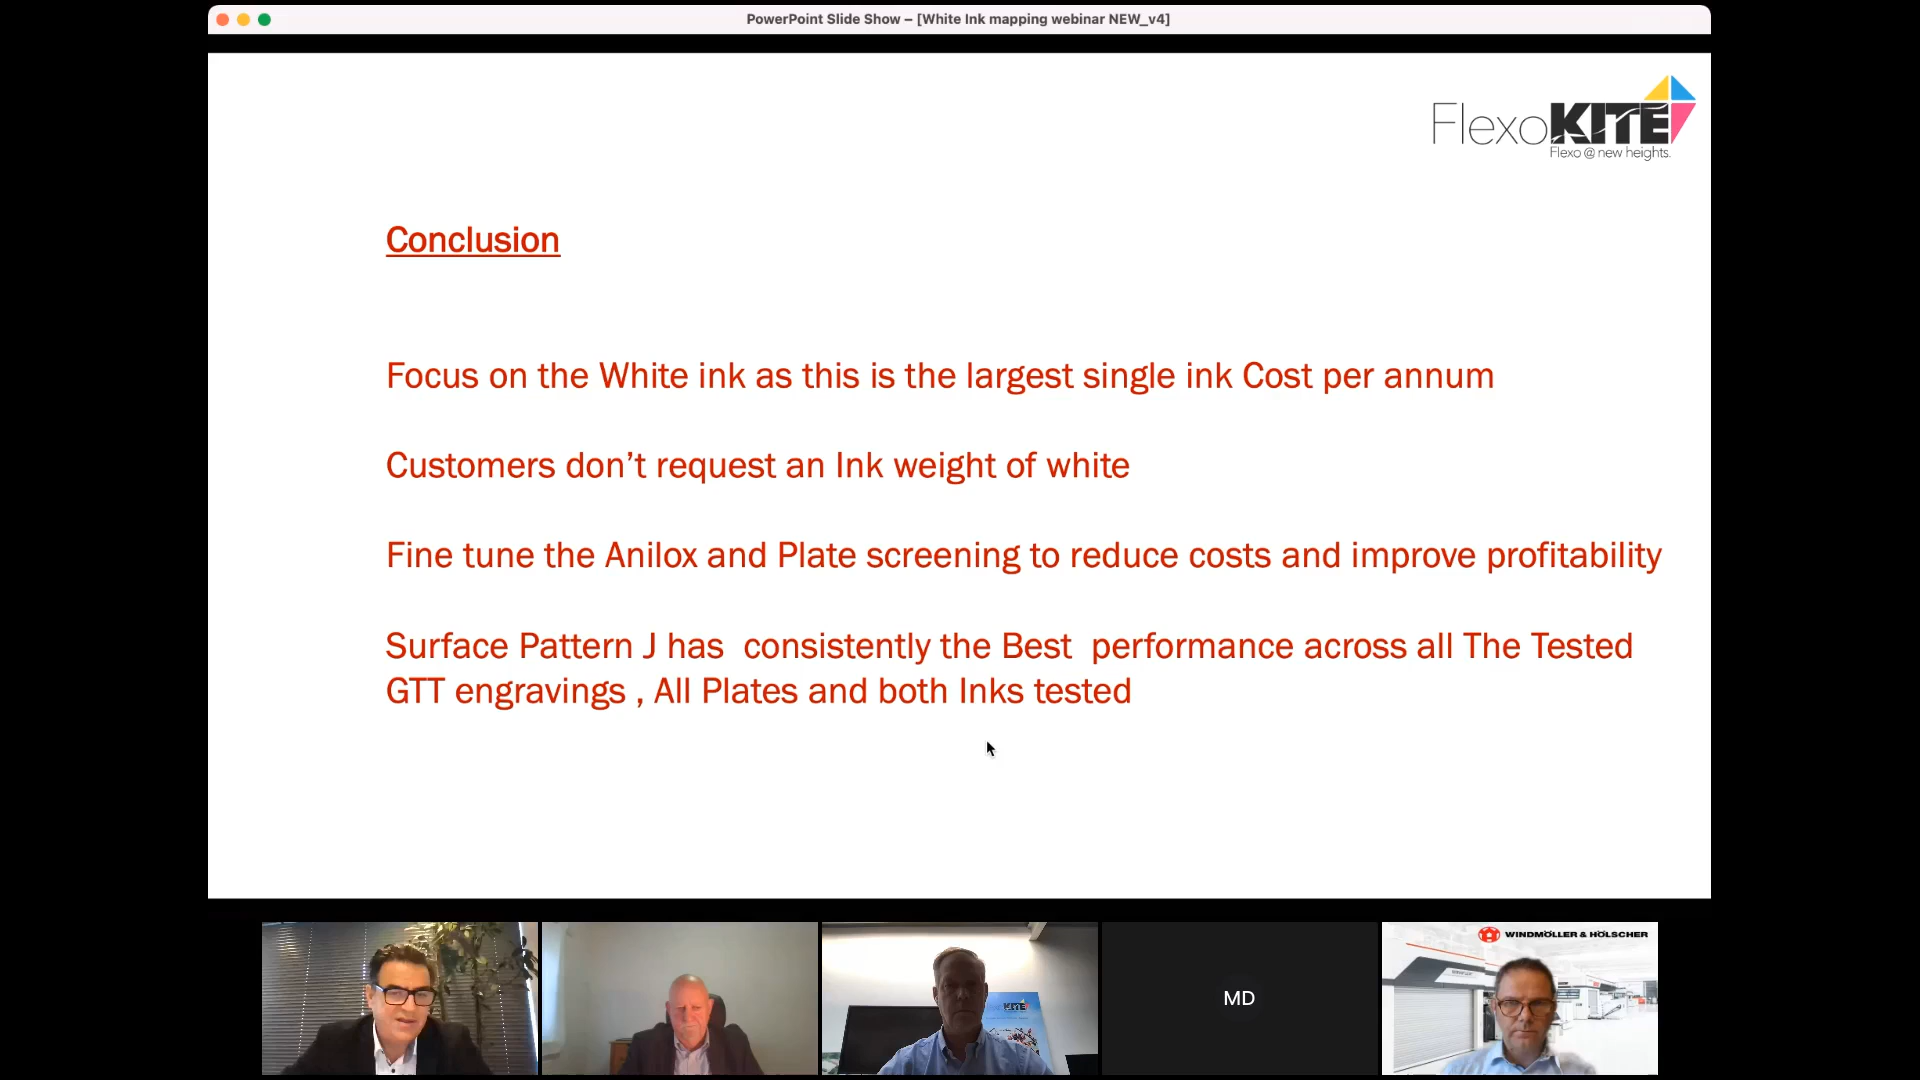 PowerPoint Slide Show – [White Ink mapping webinar NEW_v4]
FlexoKITE
Flexo @ new heights.
Conclusion
Focus on the White ink as this is the largest single ink Cost per annum
Customers don’t request an Ink weight of white
Fine tune the Anilox and Plate screening to reduce costs and improve profitability
Surface Pattern J has  consistently the Best  performance across all The Tested
GTT engravings , All Plates and both Inks tested
KITE
MD
WINDMÖLLER & HÖLSCHER